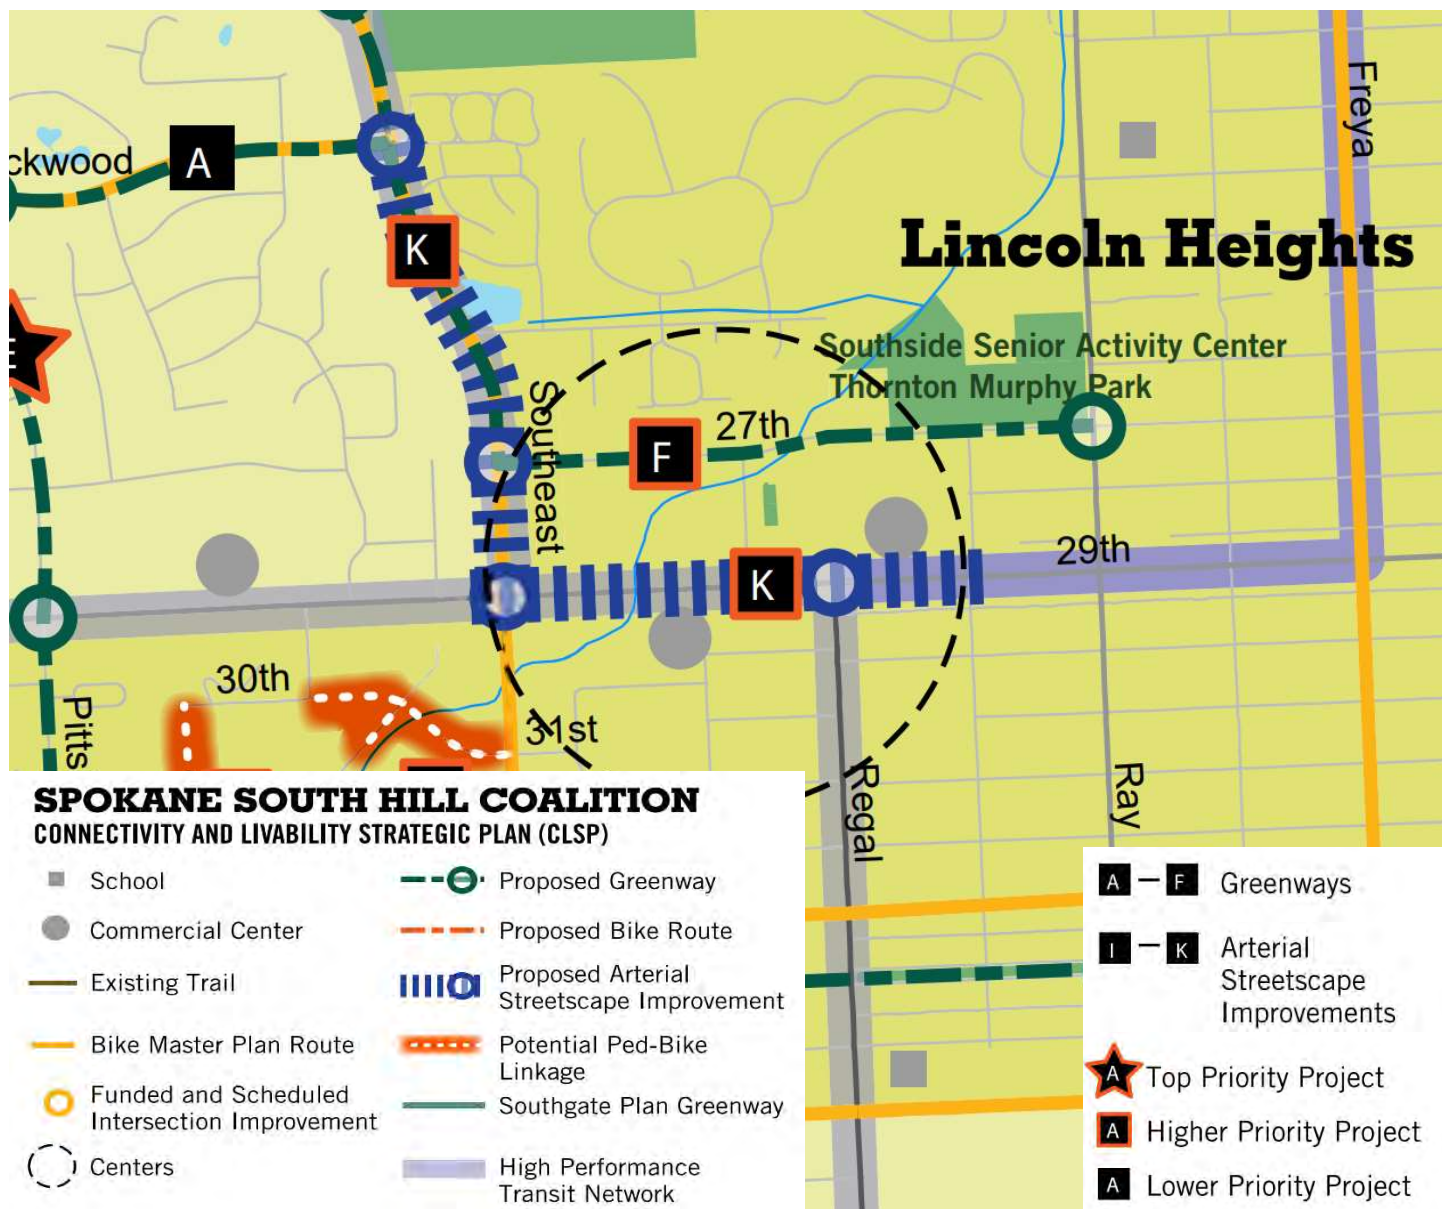 Freya
ckwood
A
K
Lincoln Heights
E
Southside Senior Activity Center
Thornton Murphy Park
Southeast
27th
F
29th
K
30th
31st
Pitts
Regal
Ray
SPOKANE SOUTH HILL COALITION
CONNECTIVITY AND LIVABILITY STRATEGIC PLAN (CLSP)
School
Commercial Center
Existing Trail
Bike Master Plan Route
Funded and Scheduled
Intersection Improvement
Centers
Proposed Greenway
Proposed Bike Route
Proposed Arterial
Streetscape Improvement
Potential Ped-Bike
Linkage
Southgate Plan Greenway
High Performance
Transit Network
A – F Greenways
I – K Arterial
Streetscape
Improvements
A Top Priority Project
A Higher Priority Project
A Lower Priority Project